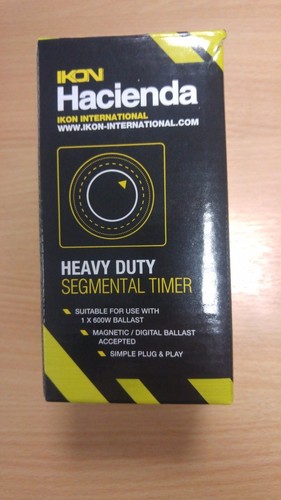 IKON
Hacienda
IKON INTERNATIONAL
WWW.IKON-INTERNATIONAL.COM
HEAVY DUTY
SEGMENTAL TIMER
SUITABLE FOR USE WITH
1 X 600W BALLAST
MAGNETIC / DIGITAL BALLAST
ACCEPTED
SIMPLE PLUG & PLAY